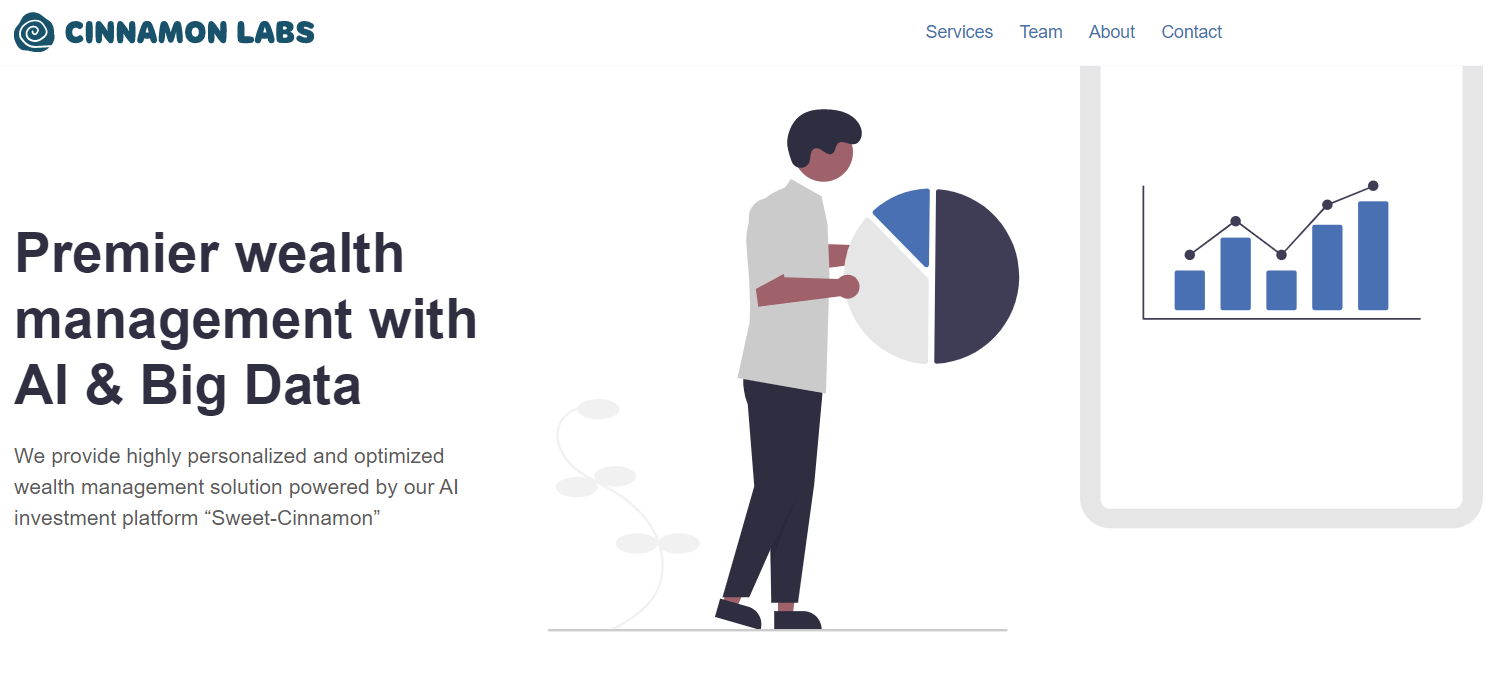 CINNAMON LABS
Services Team About Contact
Premier wealth
management with
AI & Big Data
We provide highly personalized and optimized
wealth management solution powered by our AI
investment platform “Sweet-Cinnamon”